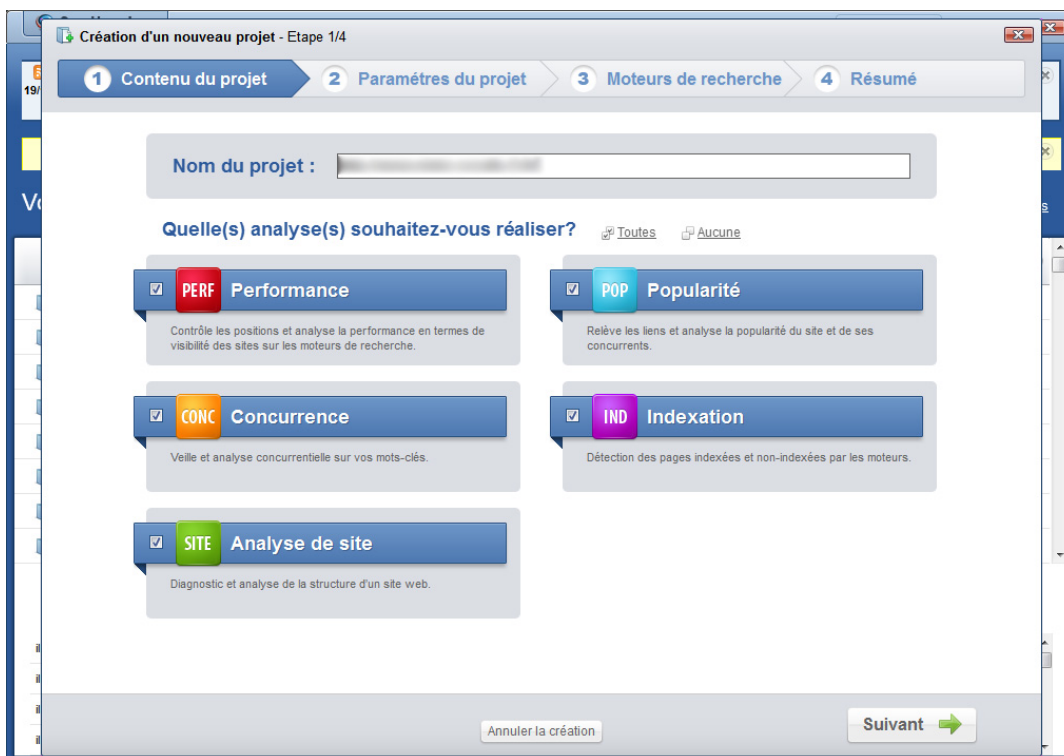 Création d'un nouveau projet - Etape 1/4
1 Contenu du projet 2 Paramétres du projet 3 Moteurs de recherche 4 Résumé
19/
Nom du projet :
Quelle(s) analyse(s) souhaitez-vous réaliser? Toutes Aucune
PERF Performance
Contrôle les positions et analyse la performance en termes de
visibilité des sites sur les moteurs de recherche.
POP Popularité
Relève les liens et analyse la popularité du site et de ses
concurrents.
CONC Concurrence
Veille et analyse concurrentielle sur vos mots-clés.
IND Indexation
Détection des pages indexées et non-indexées par les moteurs.
SITE Analyse de site
Diagnostic et analyse de la structure d'un site web.
Annuler la création
Suivant